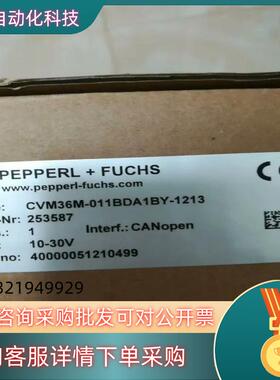 自动化科技
PEPPERL + FUCHS
www.pepperl-fuchs.com
CVM36M-011BDA1BY-1213
-Nr: 253587
.: 1 Interf.: CANopen
: 10-30V
no: 40000051210499
321949929
咨询采购批发可对公开票
客服详情下单采购